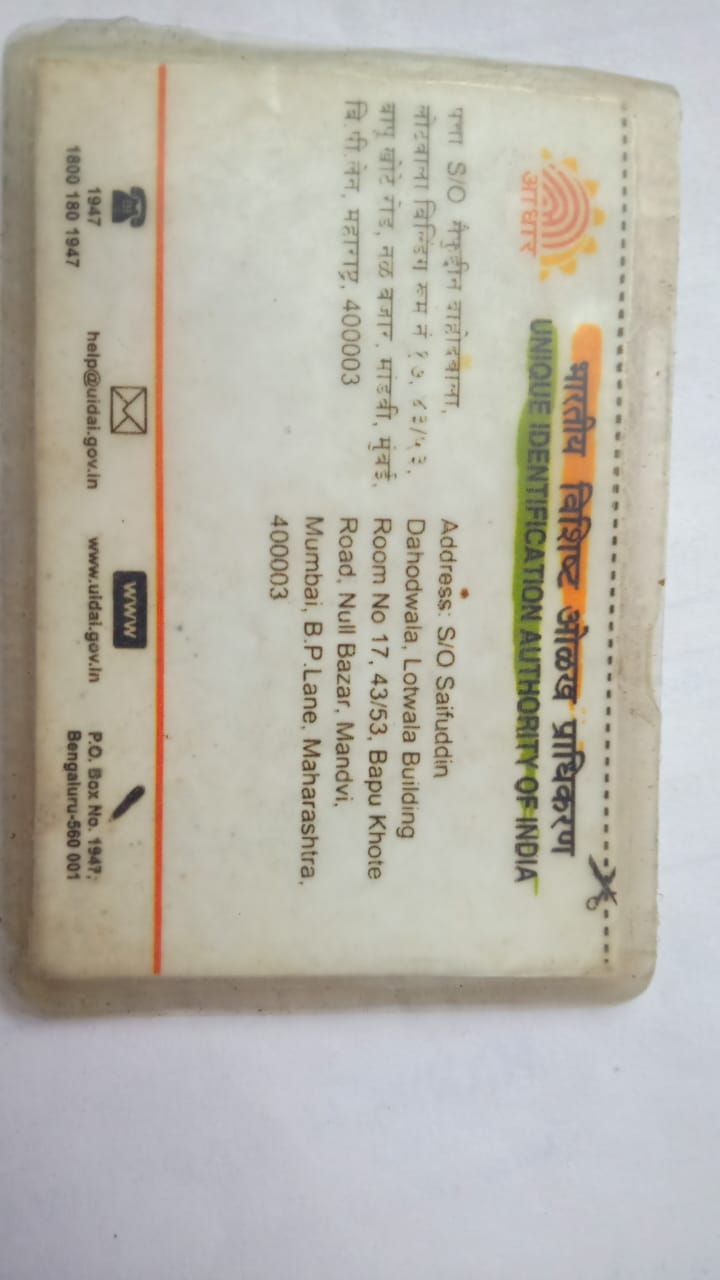 आधार
भारतीय विशिष्ट ओळख प्राधिकरण
UNIQUE IDENTIFICATION AUTHORITY OF INDIA
पत्ता S/O सैफुद्दीन दाहोदवाला,
लोटवाला बिल्डिंग रूम नं १७, ४३/५३,
बापु खोटे रोड, नळ बजार, मांडवी, मुंबई,
बि.पी.लेन, महाराष्ट्र, 400003
Address: S/O Saifuddin
Dahodwala, Lotwala Building
Room No 17, 43/53, Bapu Khote
Road, Null Bazar, Mandvi,
Mumbai, B.P.Lane, Maharashtra,
400003
1947
1800 180 1947
help@uidai.gov.in
www
www.uidai.gov.in
P.O. Box No. 1947,
Bengaluru-560 001